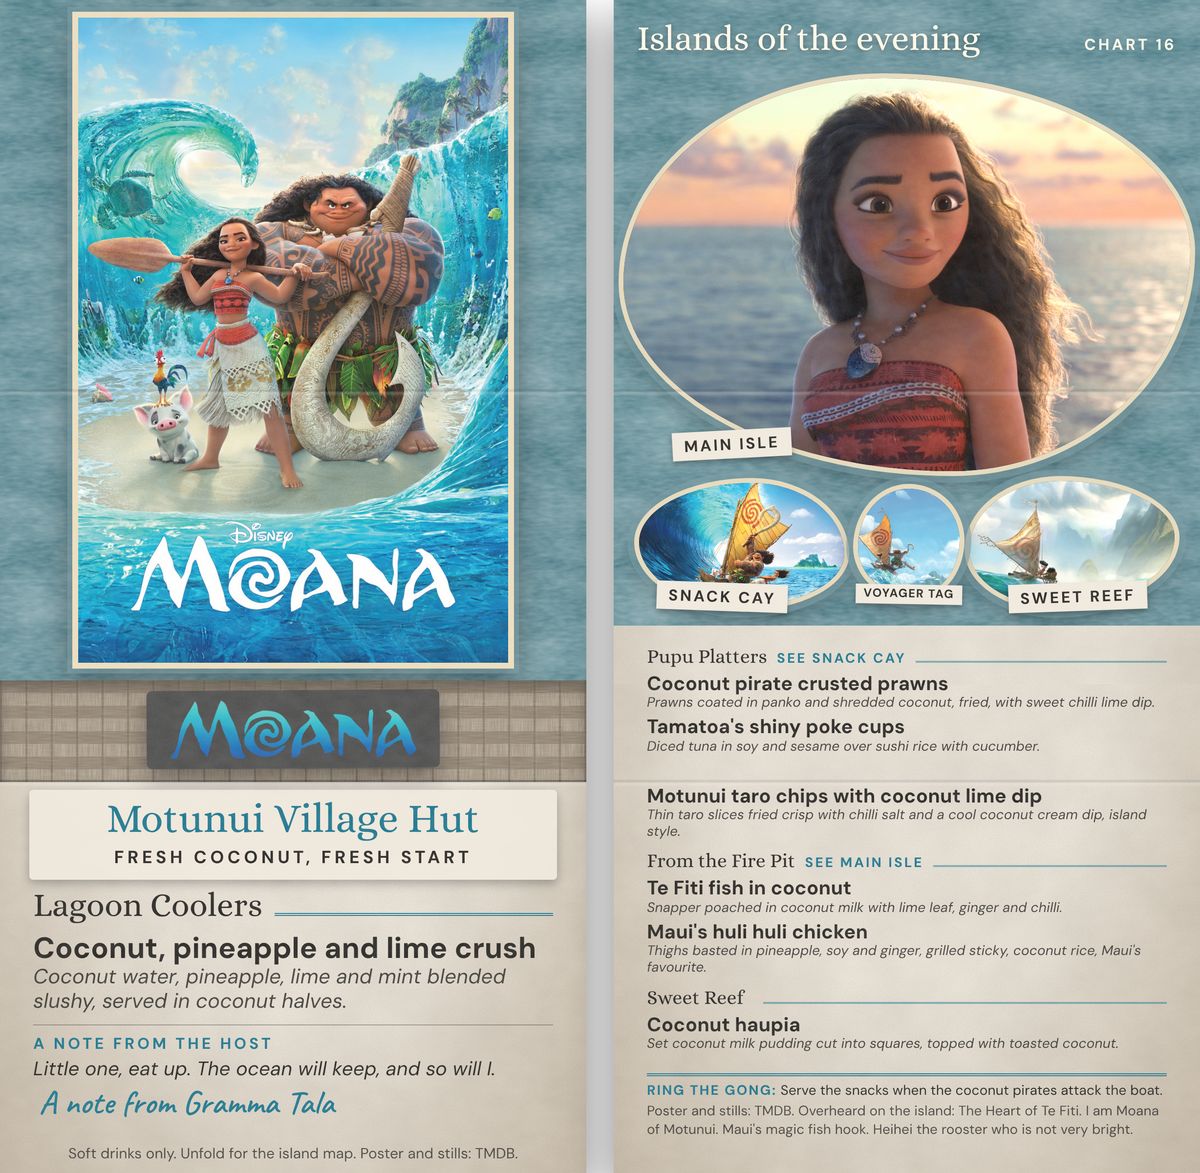 Disney
MOANA
MOANA
Motunui Village Hut
FRESH COCONUT, FRESH START
Lagoon Coolers
Coconut, pineapple and lime crush
Coconut water, pineapple, lime and mint blended
slushy, served in coconut halves.
A NOTE FROM THE HOST
Little one, eat up. The ocean will keep, and so will I.
A note from Gramma Tala
Soft drinks only. Unfold for the island map. Poster and stills: TMDB.
Islands of the evening
CHART 16
MAIN ISLE
SNACK CAY
VOYAGER TAG
SWEET REEF
Pupu Platters SEE SNACK CAY
Coconut pirate crusted prawns
Prawns coated in panko and shredded coconut, fried, with sweet chilli lime dip.
Tamatoa's shiny poke cups
Diced tuna in soy and sesame over sushi rice with cucumber.
Motunui taro chips with coconut lime dip
Thin taro slices fried crisp with chilli salt and a cool coconut cream dip, island
style.
From the Fire Pit SEE MAIN ISLE
Te Fiti fish in coconut
Snapper poached in coconut milk with lime leaf, ginger and chilli.
Maui's huli huli chicken
Thighs basted in pineapple, soy and ginger, grilled sticky, coconut rice, Maui's
favourite.
Sweet Reef
Coconut haupia
Set coconut milk pudding cut into squares, topped with toasted coconut.
RING THE GONG: Serve the snacks when the coconut pirates attack the boat.
Poster and stills: TMDB. Overheard on the island: The Heart of Te Fiti. I am Moana
of Motunui. Maui's magic fish hook. Heihei the rooster who is not very bright.